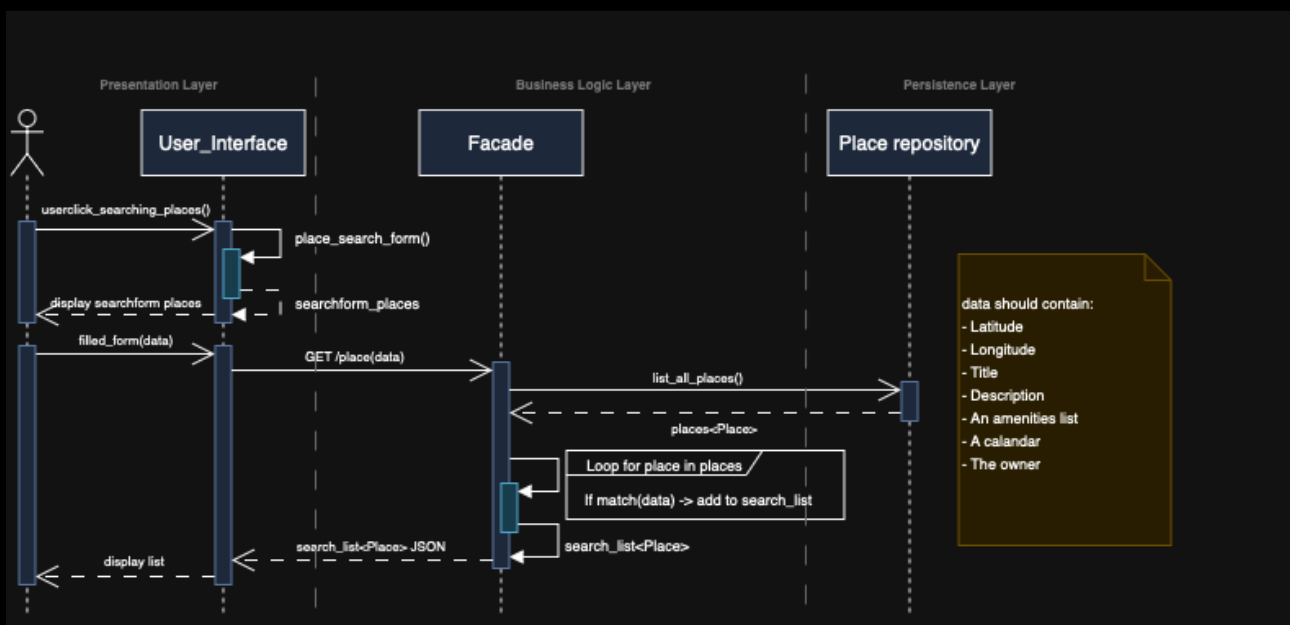 Presentation Layer
Business Logic Layer
Persistence Layer
User_Interface
Facade
Place repository
userclick_searching_places()
place_search_form()
searchform_places
display searchform places
filled_form(data)
GET /place(data)
list_all_places()
places<Place>
Loop for place in places
If match(data) -> add to search_list
search_list<Place>
search_list<Place> JSON
display list
data should contain:
- Latitude
- Longitude
- Title
- Description
- An amenities list
- A calandar
- The owner